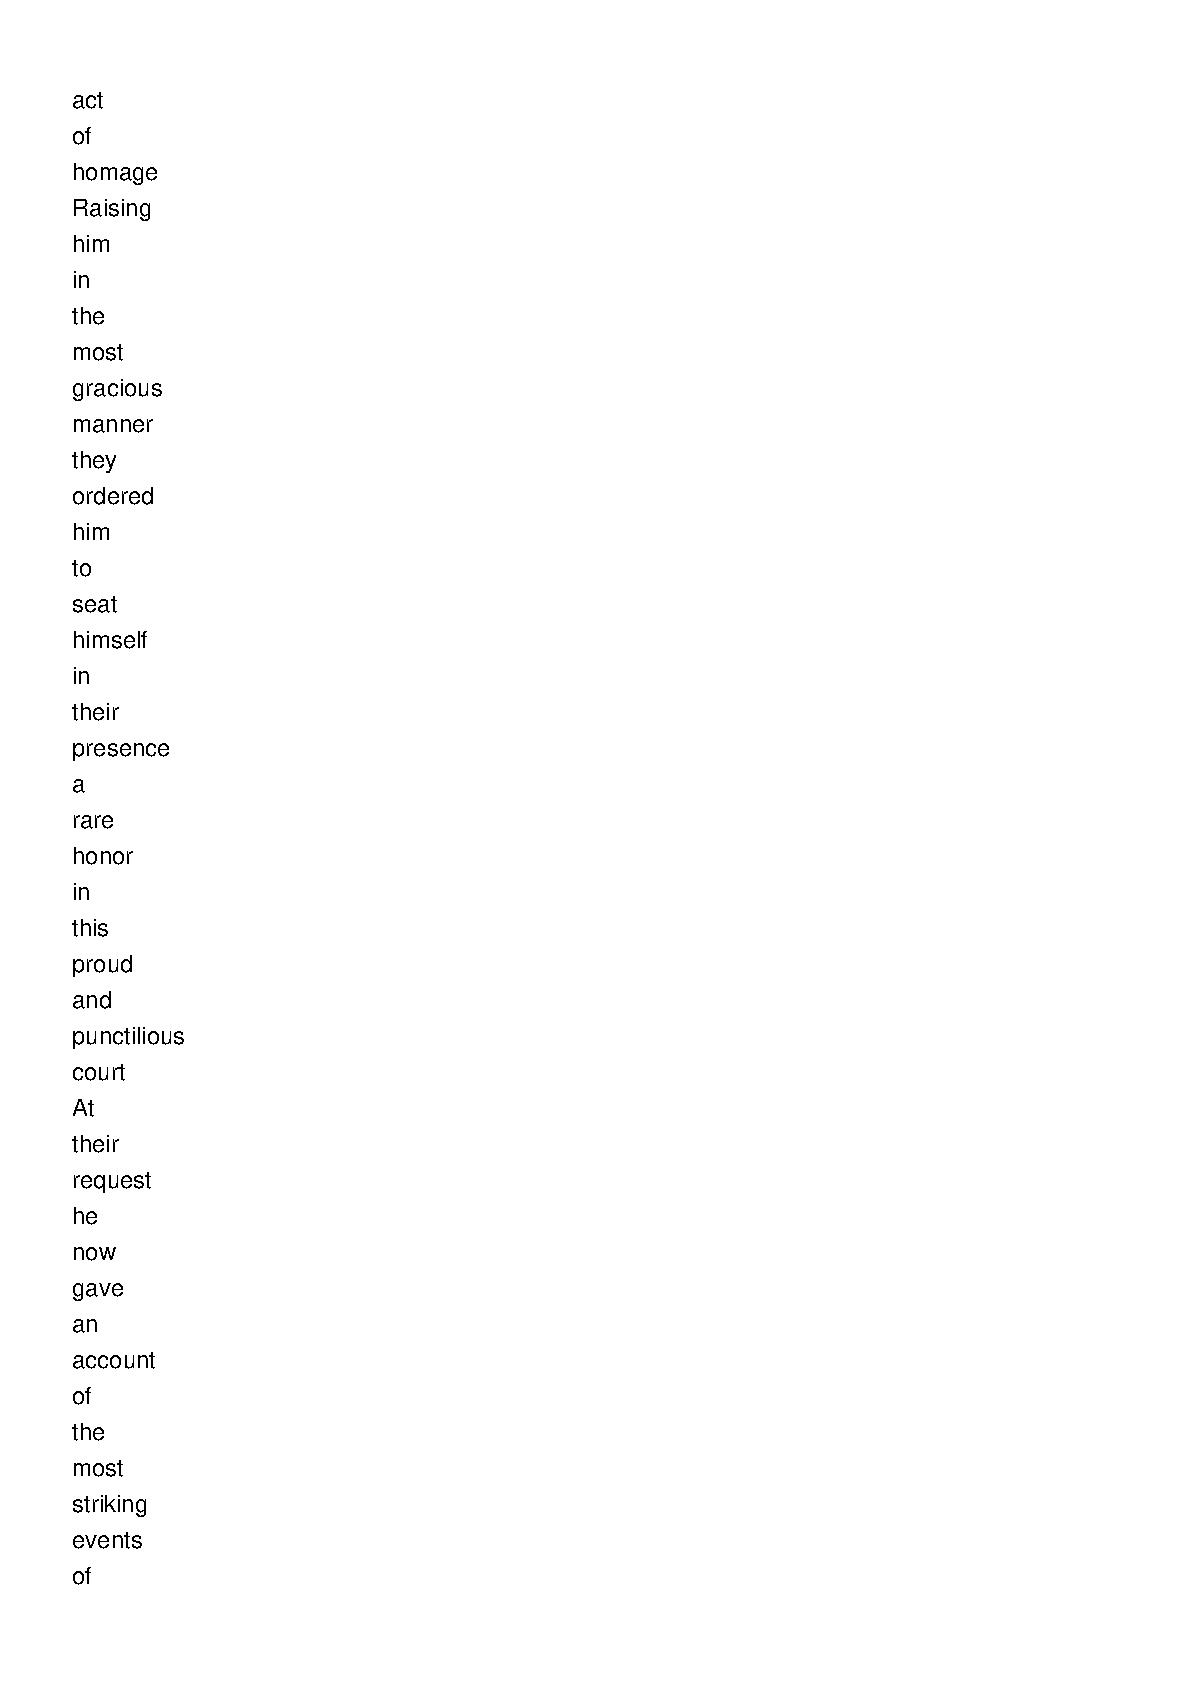 act
of
homage
Raising
him
in
the
most
gracious
manner
they
ordered
him
to
seat
himself
in
their
presence
a
rare
honor
in
this
proud
and
punctilious
court
At
their
request
he
now
gave
an
account
of
the
most
striking
events
of